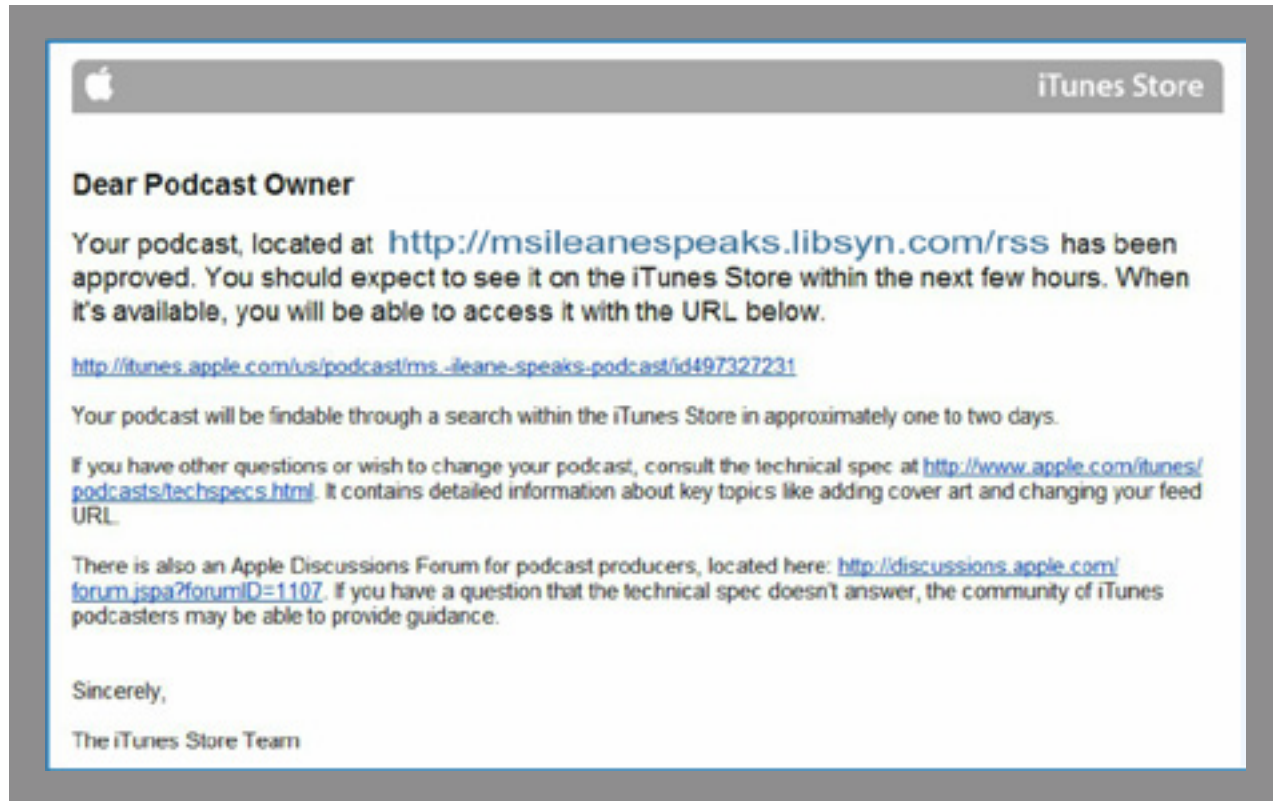 iTunes Store
Dear Podcast Owner
Your podcast, located at http://msileanespeaks.libsyn.com/rss has been
approved. You should expect to see it on the iTunes Store within the next few hours. When
it's available, you will be able to access it with the URL below.
http://itunes.apple.com/us/podcast/ms.-ileane-speaks-podcast/id497327231
Your podcast will be findable through a search within the iTunes Store in approximately one to two days.
If you have other questions or wish to change your podcast, consult the technical spec at http://www.apple.com/itunes/
podcasts/techspecs.html. It contains detailed information about key topics like adding cover art and changing your feed
URL.
There is also an Apple Discussions Forum for podcast producers, located here: http://discussions.apple.com/
forum.jspa?forumID=1107. If you have a question that the technical spec doesn't answer, the community of iTunes
podcasters may be able to provide guidance.
Sincerely,
The iTunes Store Team